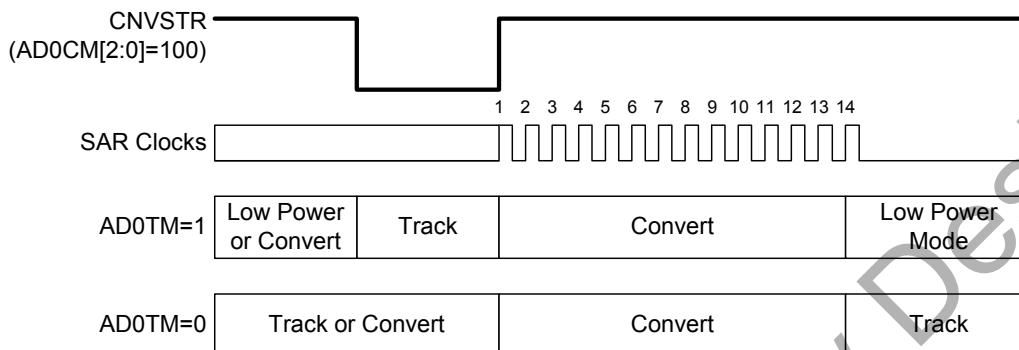 CNVSTR
(AD0CM[2:0]=100)
1 2 3 4 5 6 7 8 9 10 11 12 13 14
SAR Clocks
AD0TM=1
Low Power
or Convert
Track
Convert
Low Power
Mode
AD0TM=0
Track or Convert
Convert
Track